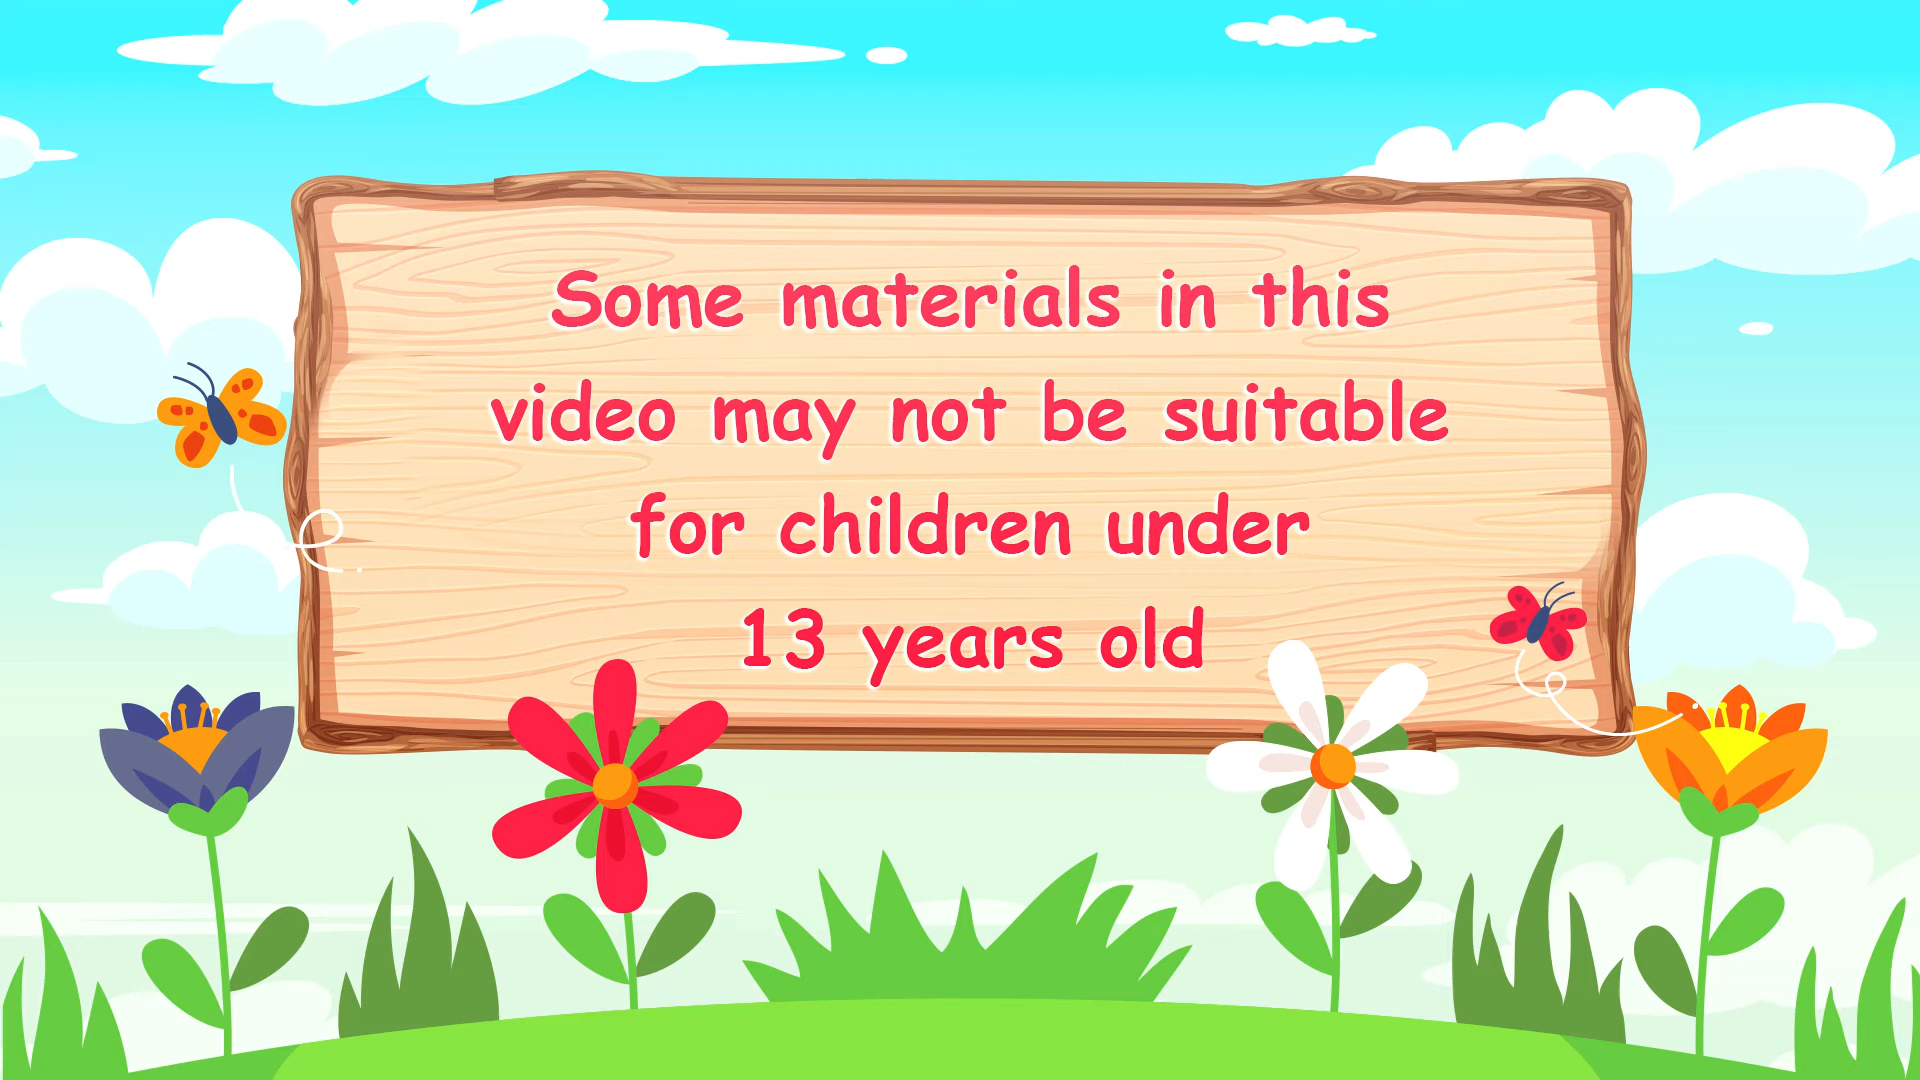 Some materials in this
video may not be suitable
for children under
13 years old